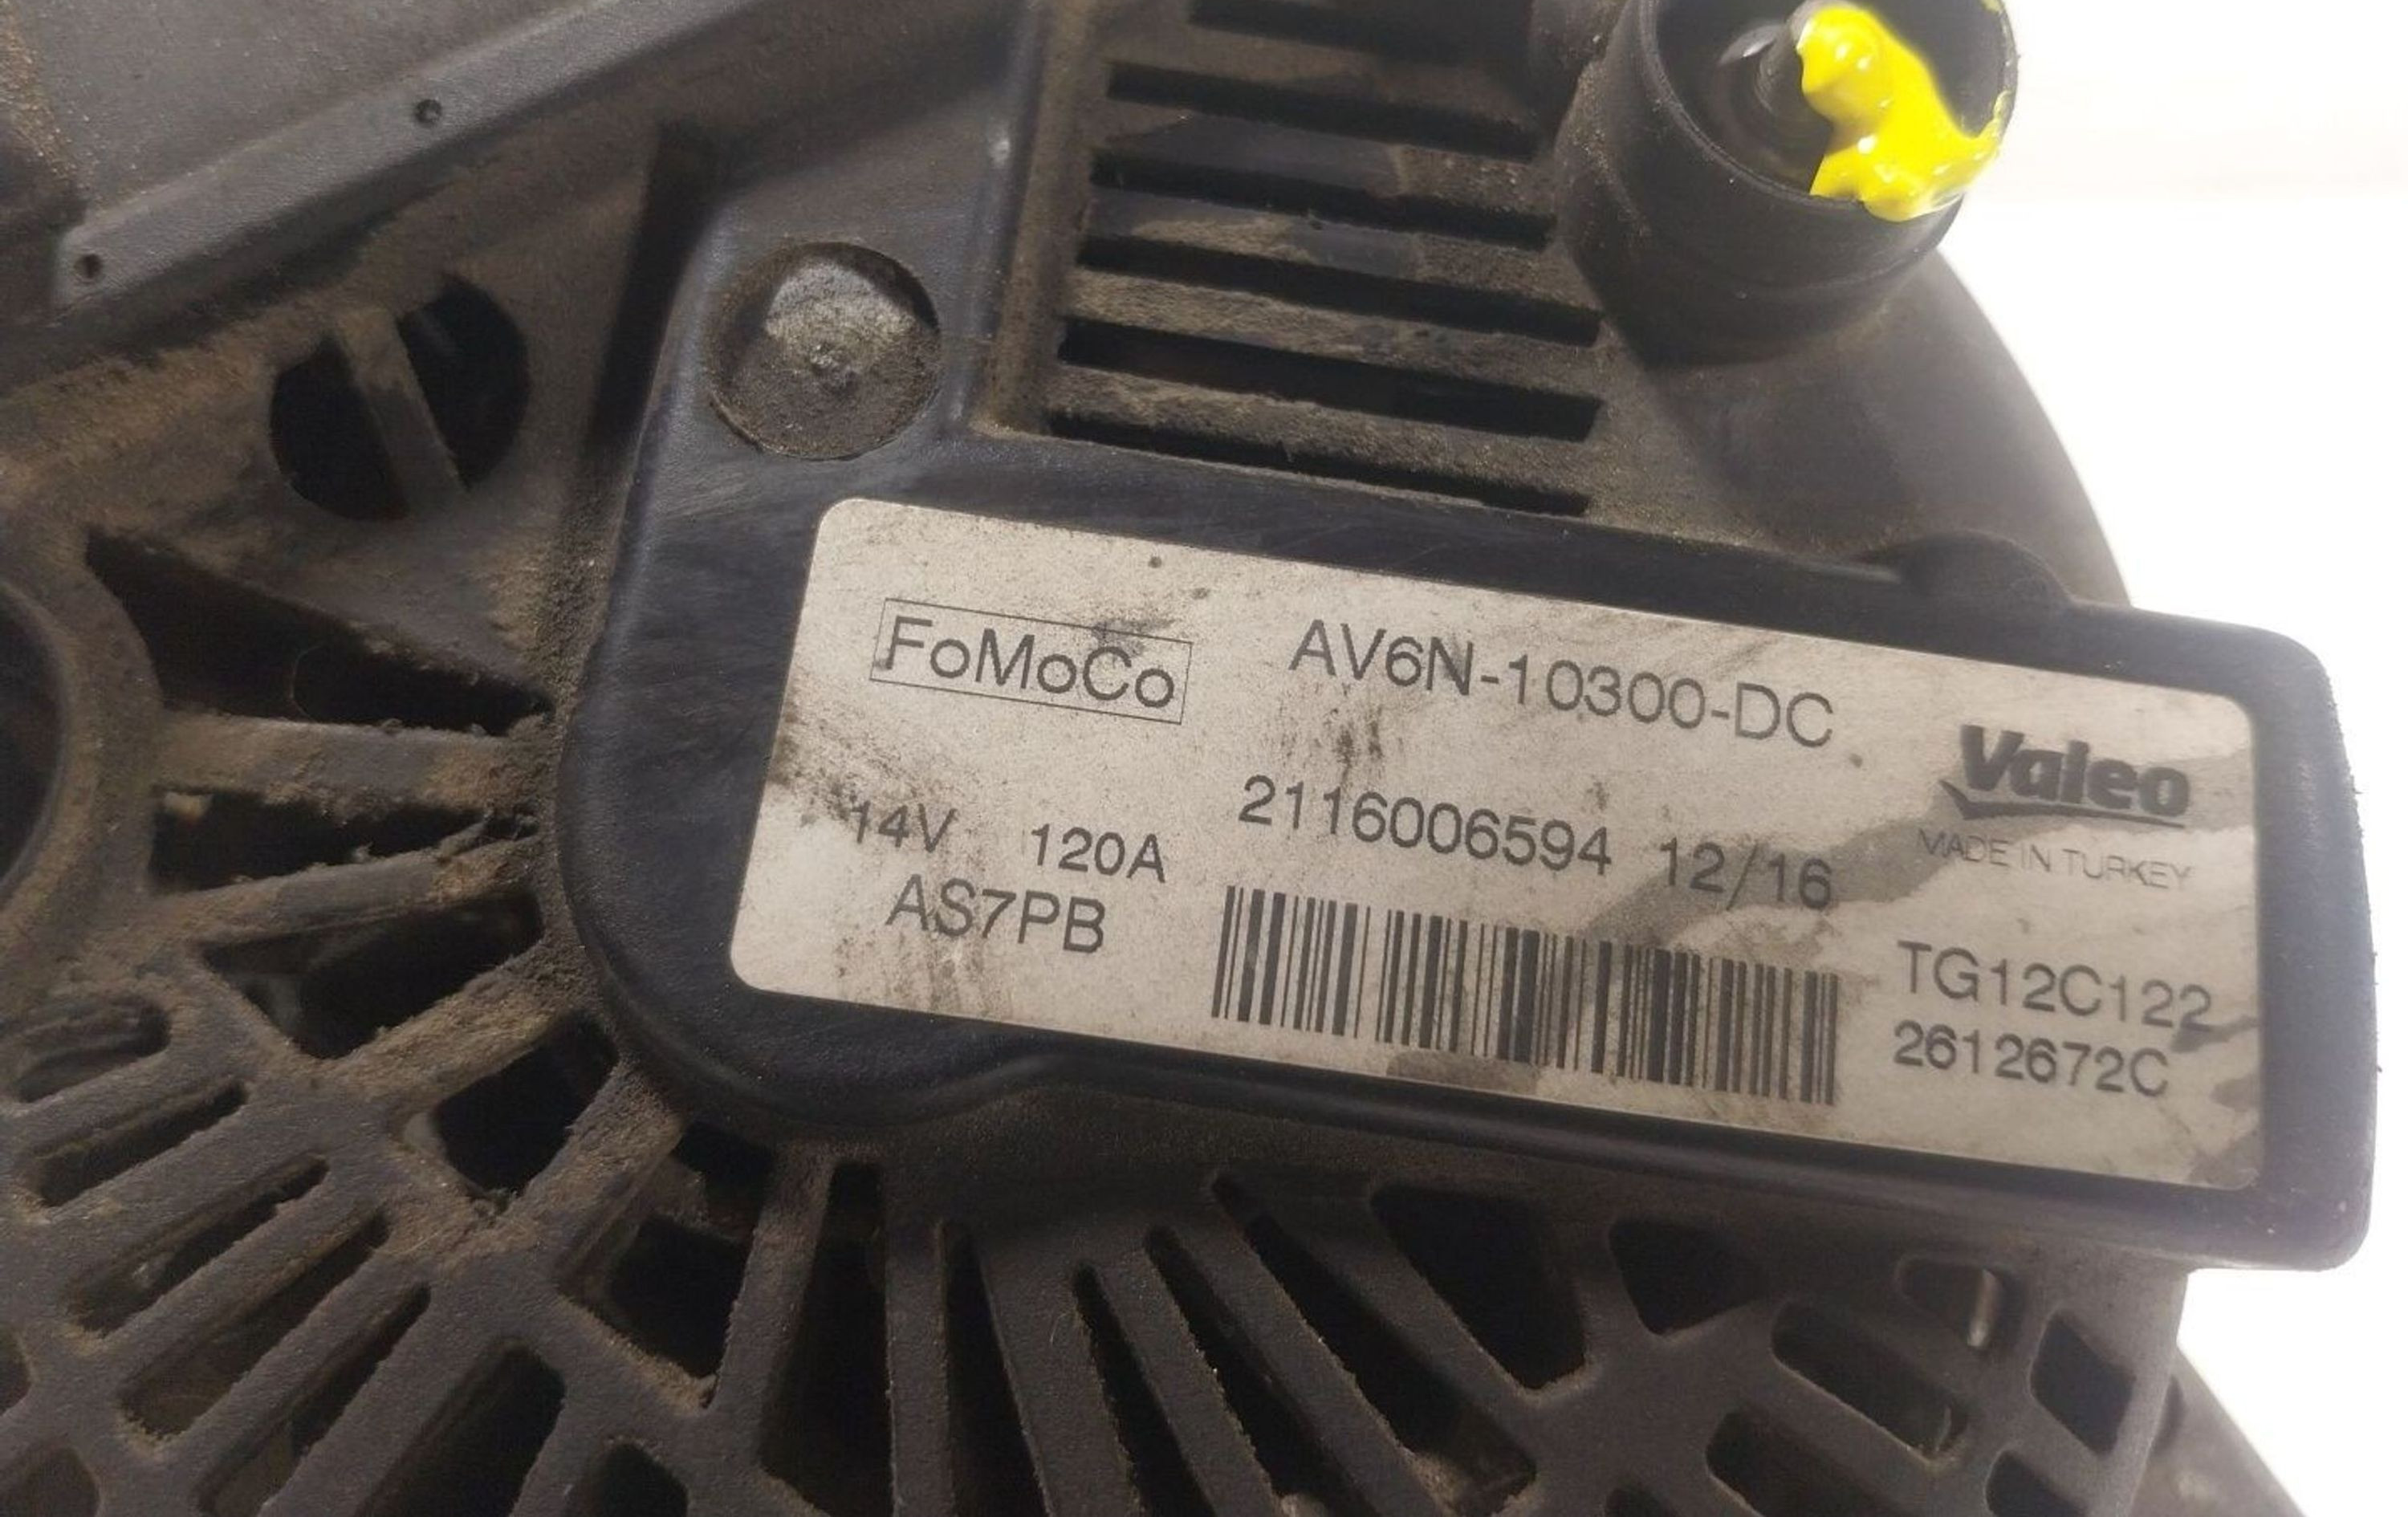 FoMoCo AV6N-10300-DC
Valeo
MADE IN TURKEY
14V 120A 2116006594 12/16
AS7PB
TG12C122
2612672C